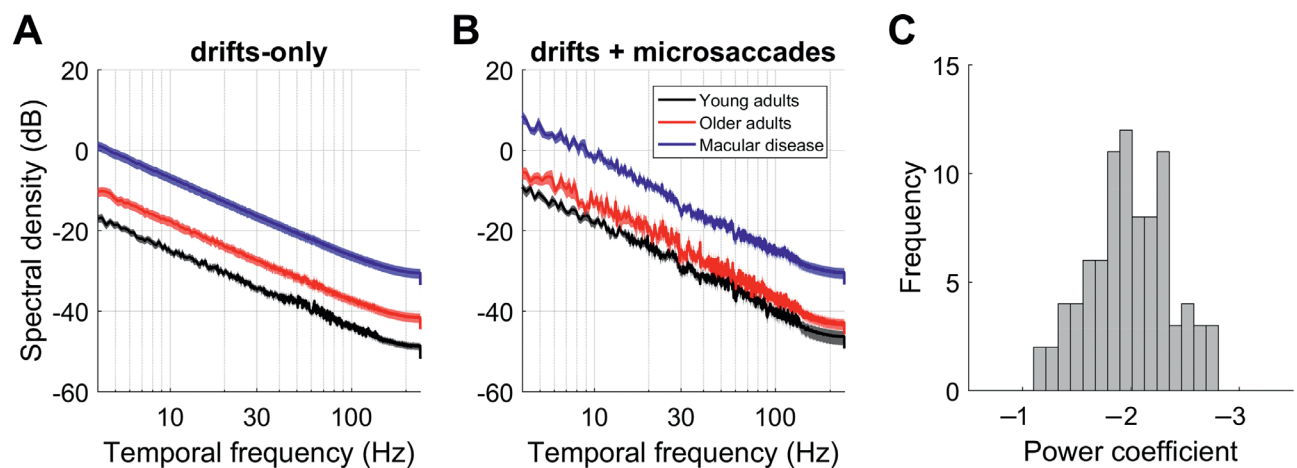 A
drifts-only
Spectral density (dB)
20
0
-20
-40
-60
10
30
100
Temporal frequency (Hz)
B
drifts + microsaccades
Young adults
Older adults
Macular disease
20
0
-20
-40
-60
10
30
100
Temporal frequency (Hz)
C
Frequency
15
10
5
0
–1
–2
–3
Power coefficient